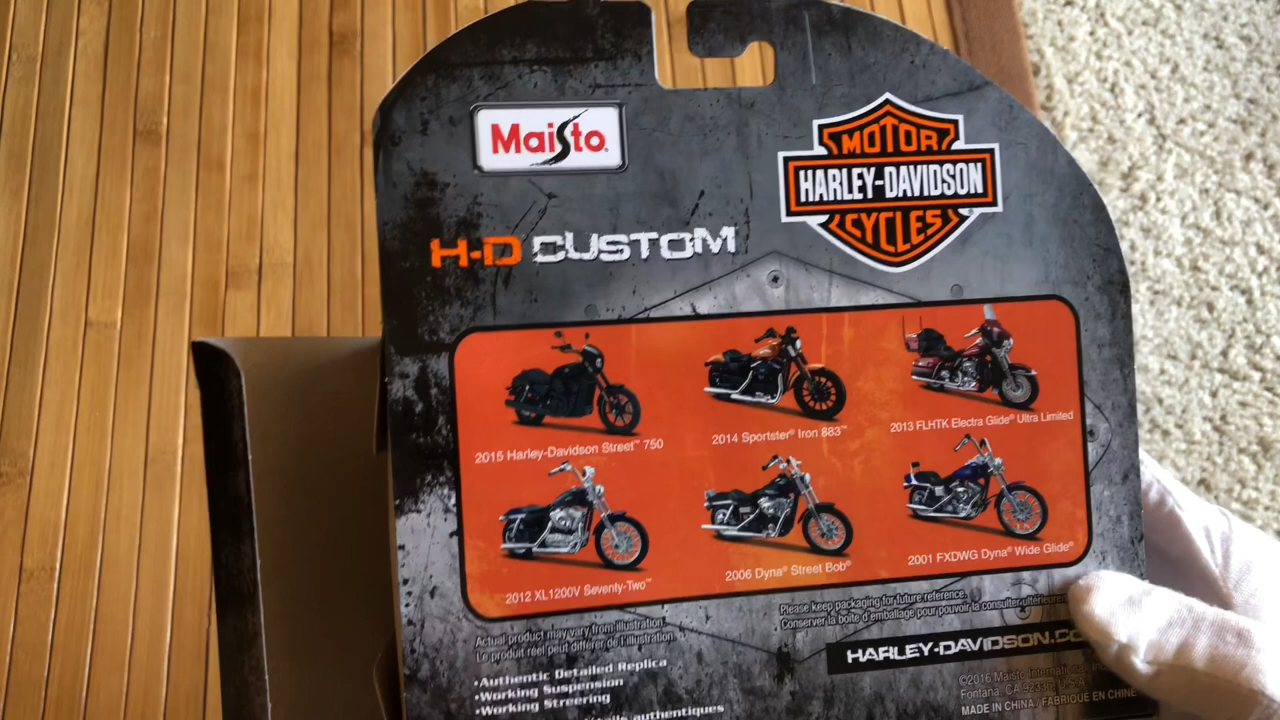 Maisto
MOTOR
HARLEY-DAVIDSON
CYCLES
H-D CUSTOM
2015 Harley-Davidson Street™ 750
2014 Sportster® Iron 883™
2013 FLHTK Electra Glide® Ultra Limited
2012 XL1200V Seventy-Two™
2006 Dyna® Street Bob®
2001 FXDWG Dyna® Wide Glide®
Actual product may vary from illustration.
Le produit réel peut différer de l'illustration.
Please keep packaging for future reference.
Conserver la boîte d'emballage pour pouvoir la consulter ultérieurement
HARLEY-DAVIDSON.CO
•Authentic Detailed Replica
•Working Suspension
•Working Streering
authentiques
©2016 Maisto International, Inc
Fontana, CA U.S.A.
MADE IN CHINA / FABRIQUÉ EN CHINE